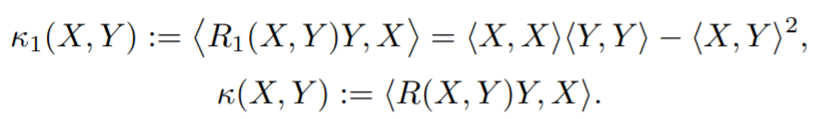 κ₁(X, Y) := ⟨R₁(X, Y)Y, X⟩ = ⟨X, X⟩⟨Y, Y⟩ − ⟨X, Y⟩²,
κ(X, Y) := ⟨R(X, Y)Y, X⟩.